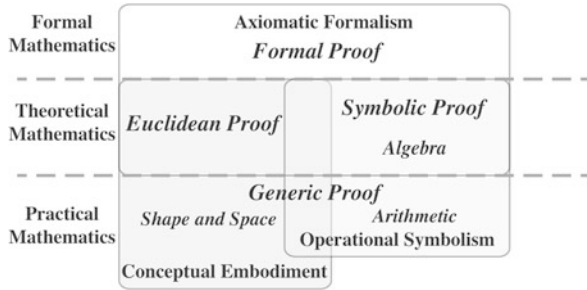 Formal
Mathematics
Axiomatic Formalism
Formal Proof
Theoretical
Mathematics
Euclidean Proof
Symbolic Proof
Algebra
Practical
Mathematics
Generic Proof
Shape and Space
Arithmetic
Operational Symbolism
Conceptual Embodiment